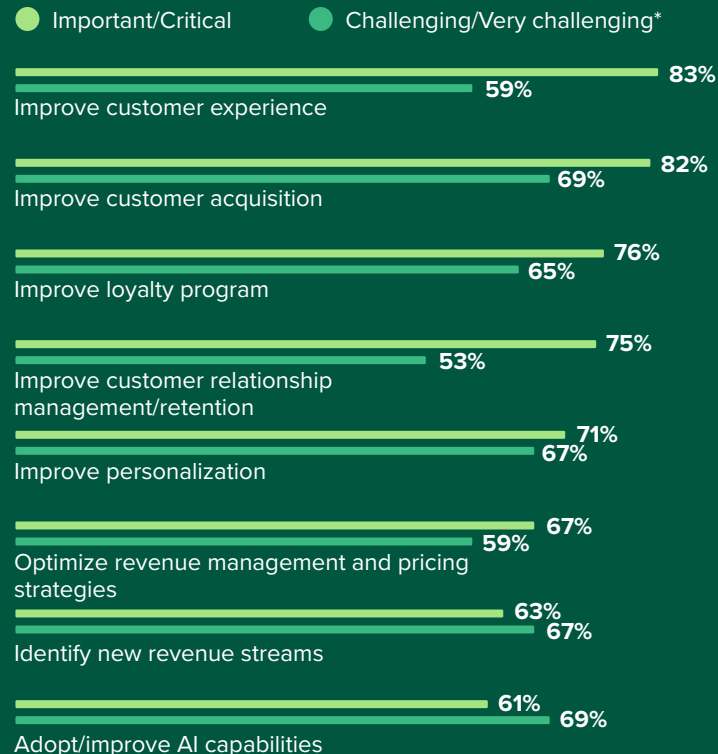 Important/Critical
Challenging/Very challenging*
83%
59%
Improve customer experience
82%
69%
Improve customer acquisition
76%
65%
Improve loyalty program
75%
53%
Improve customer relationship
management/retention
71%
67%
Improve personalization
67%
59%
Optimize revenue management and pricing
strategies
63%
67%
Identify new revenue streams
61%
69%
Adopt/improve AI capabilities